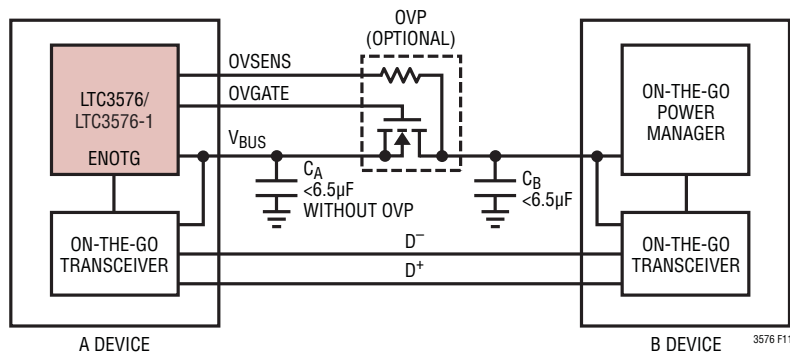 OVP
(OPTIONAL)
OVSENS
OVGATE
LTC3576/
LTC3576-1
ENOTG
VBUS
CA
<6.5µF
WITHOUT OVP
CB
<6.5µF
ON-THE-GO
POWER
MANAGER
ON-THE-GO
TRANSCEIVER
D–
D+
ON-THE-GO
TRANSCEIVER
A DEVICE
B DEVICE
3576 F11